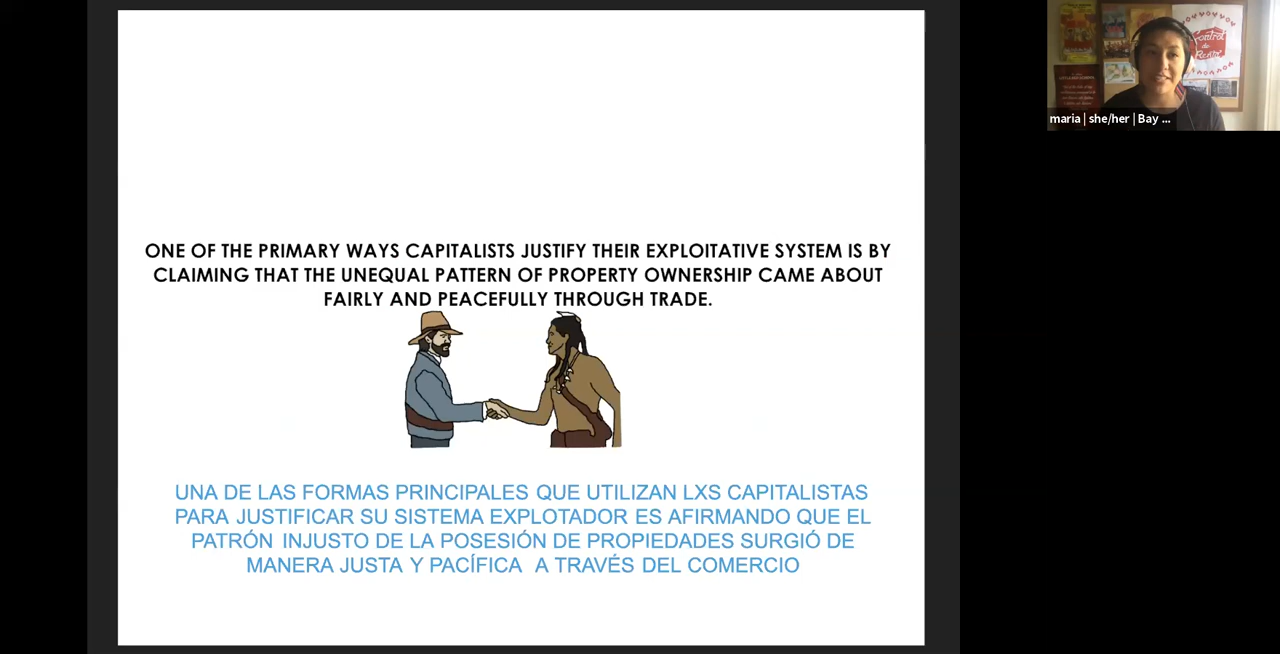 ONE OF THE PRIMARY WAYS CAPITALISTS JUSTIFY THEIR EXPLOITATIVE SYSTEM IS BY
CLAIMING THAT THE UNEQUAL PATTERN OF PROPERTY OWNERSHIP CAME ABOUT
FAIRLY AND PEACEFULLY THROUGH TRADE.
UNA DE LAS FORMAS PRINCIPALES QUE UTILIZAN LXS CAPITALISTAS
PARA JUSTIFICAR SU SISTEMA EXPLOTADOR ES AFIRMANDO QUE EL
PATRÓN INJUSTO DE LA POSESIÓN DE PROPIEDADES SURGIÓ DE
MANERA JUSTA Y PACÍFICA A TRAVÉS DEL COMERCIO
Control
de
Renta
maria | she/her | Bay ...